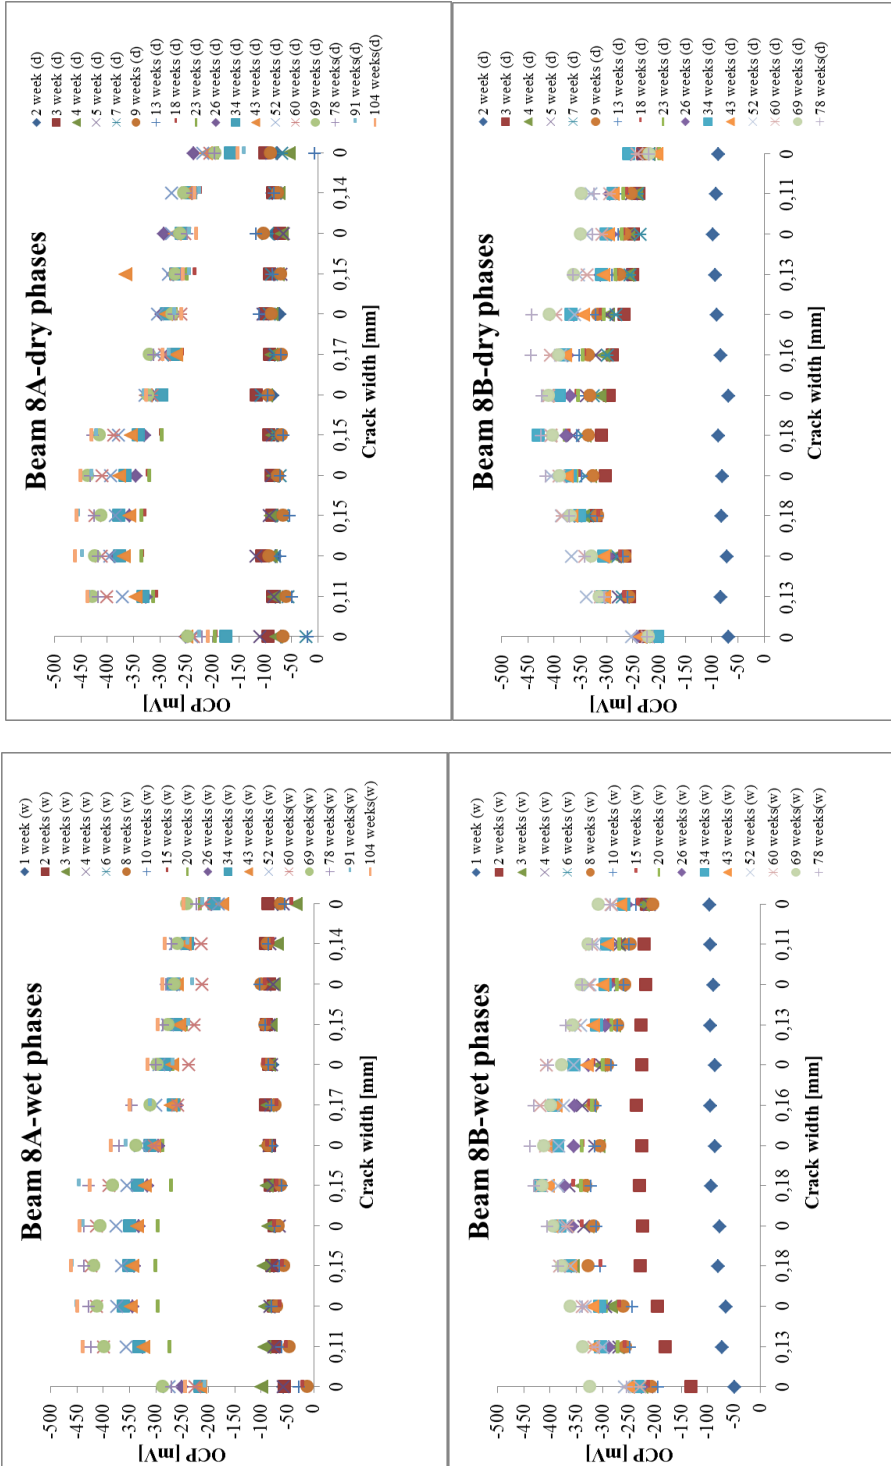 Beam 8A-wet phases
OCP [mV]
-500
-450
-400
-350
-300
-250
-200
-150
-100
-50
0
0 0,11 0 0,15 0 0,15 0 0,17 0 0,15 0 0,14 0
Crack width [mm]
1 week (w)
2 weeks (w)
3 weeks (w)
4 weeks (w)
6 weeks (w)
8 weeks (w)
10 weeks (w)
15 weeks (w)
20 weeks (w)
26 weeks (w)
34 weeks (w)
43 weeks (w)
52 weeks (w)
60 weeks(w)
69 weeks (w)
78 weeks(w)
91 weeks(w)
104 weeks(w)
Beam 8A-dry phases
OCP [mV]
-500
-450
-400
-350
-300
-250
-200
-150
-100
-50
0
0 0,11 0 0,15 0 0,15 0 0,17 0 0,15 0 0,14 0
Crack width [mm]
2 week (d)
3 week (d)
4 week (d)
5 week (d)
7 week (d)
9 weeks (d)
13 weeks (d)
18 weeks (d)
23 weeks (d)
26 weeks (d)
34 weeks (d)
43 weeks (d)
52 weeks (d)
60 weeks (d)
69 weeks (d)
78 weeks(d)
91 weeks(d)
104 weeks(d)
Beam 8B-wet phases
OCP [mV]
-500
-450
-400
-350
-300
-250
-200
-150
-100
-50
0
0 0,13 0 0,18 0 0,18 0 0,16 0 0,13 0 0,11 0
Crack width [mm]
1 week (w)
2 weeks (w)
3 weeks (w)
4 weeks (w)
6 weeks (w)
8 weeks (w)
10 weeks (w)
15 weeks (w)
20 weeks (w)
26 weeks (w)
34 weeks (w)
43 weeks (w)
52 weeks (w)
60 weeks(w)
69 weeks (w)
78 weeks(w)
Beam 8B-dry phases
OCP [mV]
-500
-450
-400
-350
-300
-250
-200
-150
-100
-50
0
0 0,13 0 0,18 0 0,18 0 0,16 0 0,13 0 0,11 0
Crack width [mm]
2 week (d)
3 week (d)
4 week (d)
5 week (d)
7 week (d)
9 weeks (d)
13 weeks (d)
18 weeks (d)
23 weeks (d)
26 weeks (d)
34 weeks (d)
43 weeks (d)
52 weeks (d)
60 weeks (d)
69 weeks (d)
78 weeks(d)